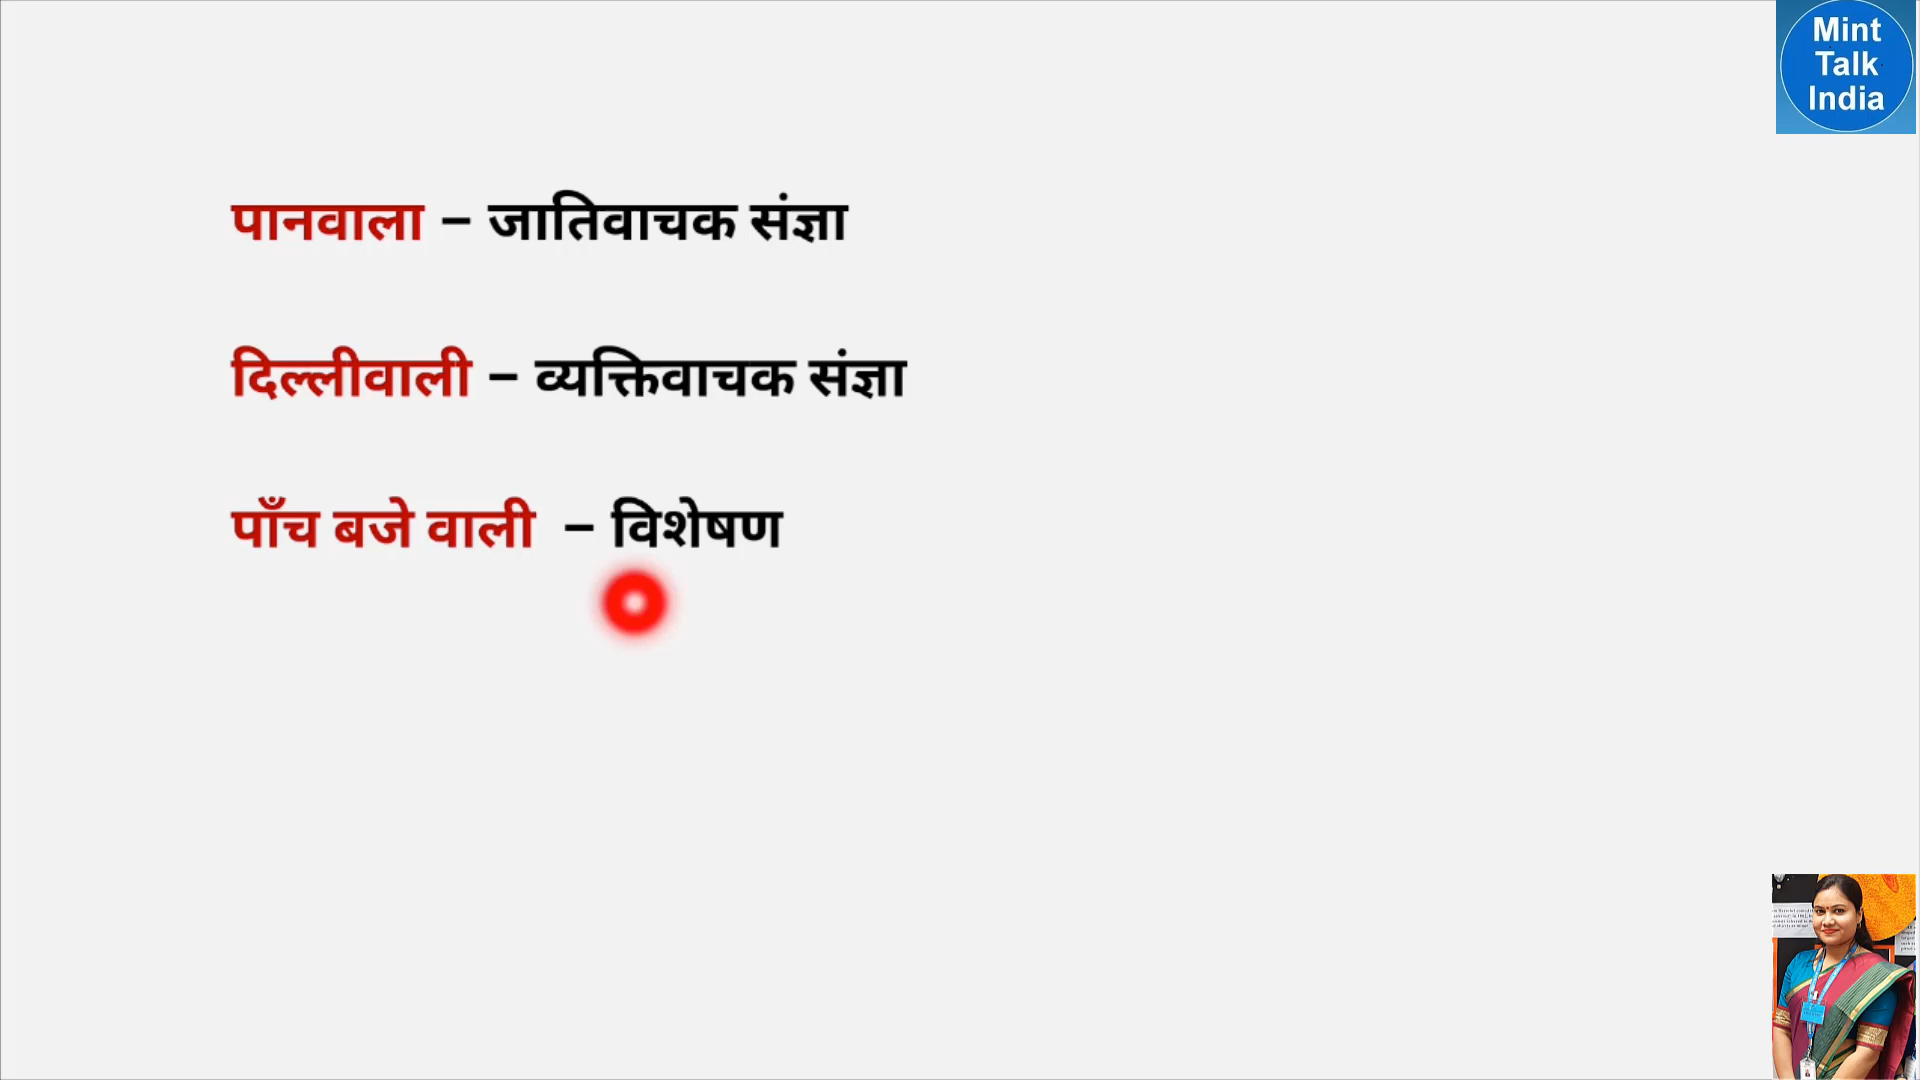 Mint
Talk
India
पानवाला – जातिवाचक संज्ञा
दिल्लीवाली – व्यक्तिवाचक संज्ञा
पाँच बजे वाली – विशेषण